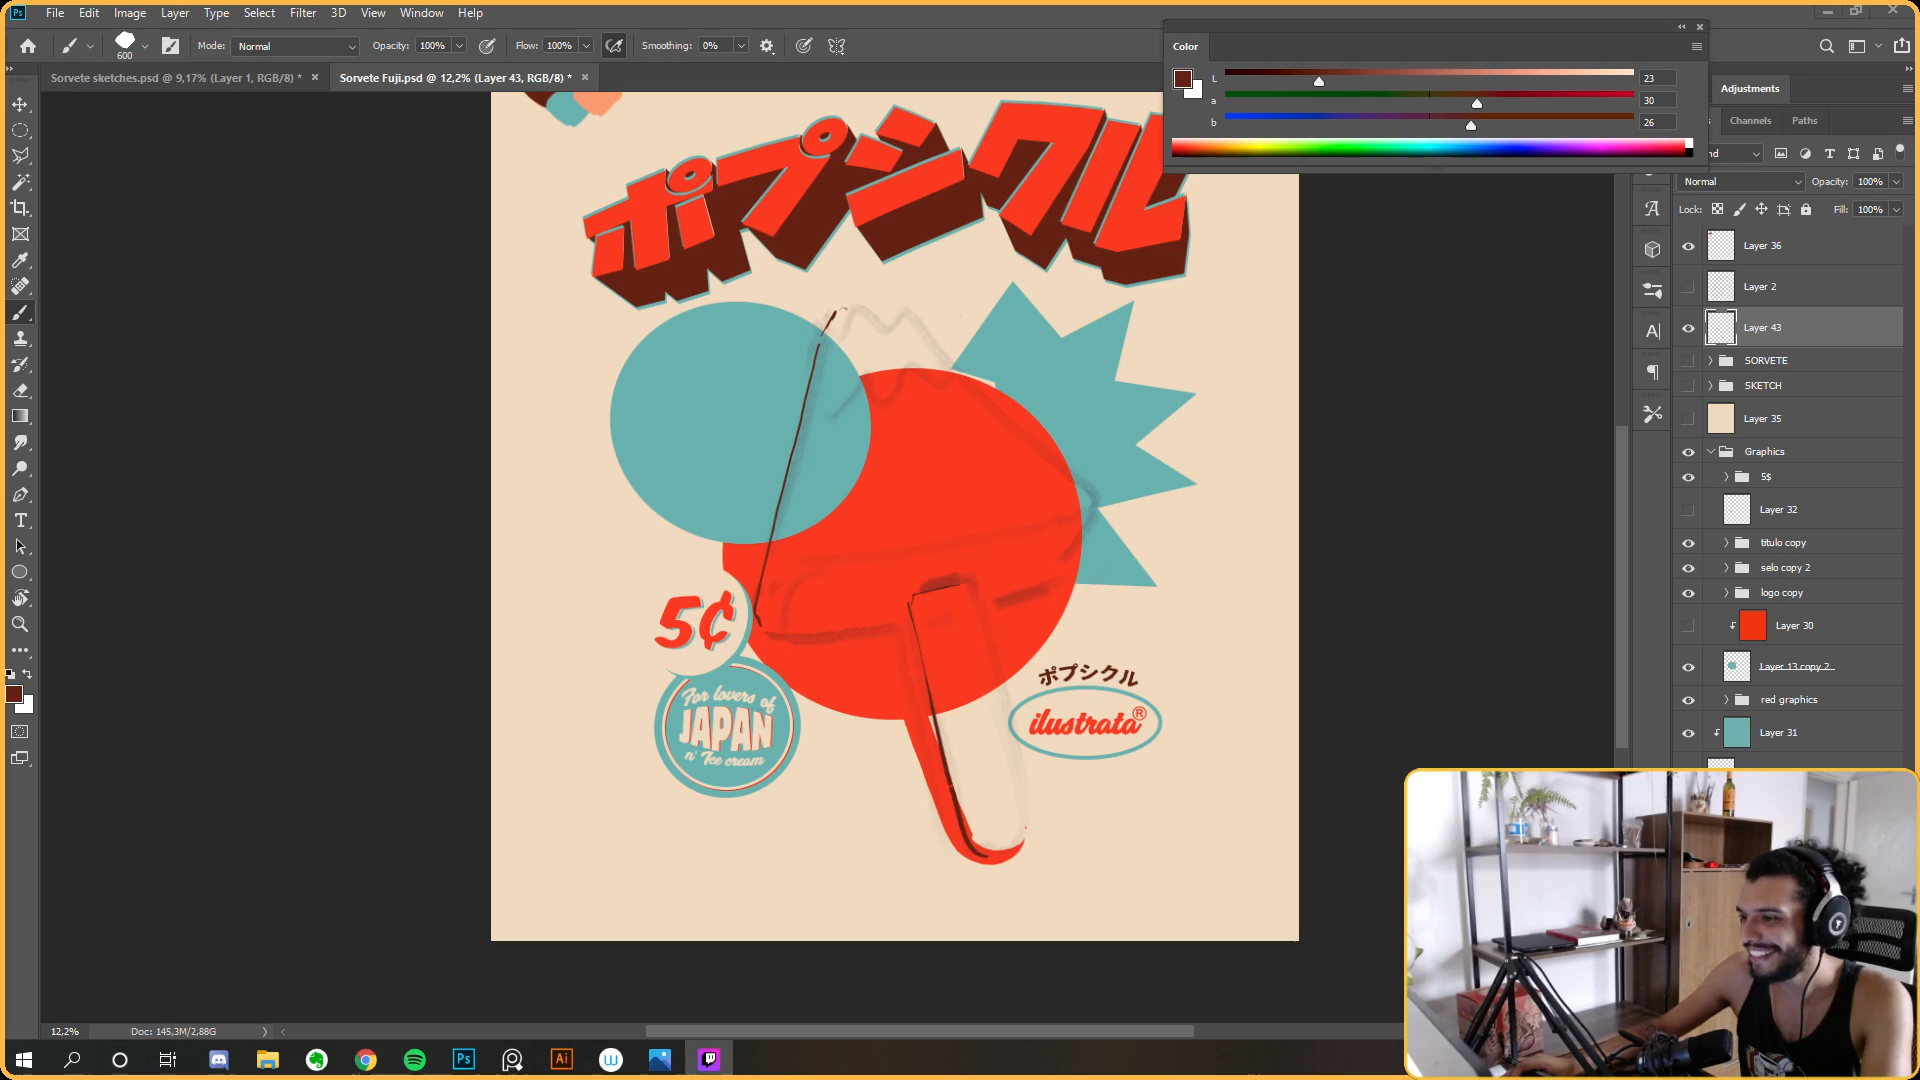 Ps File Edit Image Layer Type Select Filter 3D View Window Help
600 Mode: Normal Opacity: 100% Flow: 100% Smoothing: 0%
Sorvete sketches.psd @ 9,17% (Layer 1, RGB/8) * × Sorvete Fuji.psd @ 12,2% (Layer 43, RGB/8) * ×
Color
L 23
a 30
b 26
Adjustments
Channels Paths
Normal Opacity: 100%
Lock: Fill: 100%
Layer 36
Layer 2
Layer 43
SORVETE
SKETCH
Layer 35
Graphics
5$
Layer 32
titulo copy
selo copy 2
logo copy
Layer 30
Layer 13 copy 2
red graphics
Layer 31
ポプシクル
5¢
For lovers of
JAPAN
n' Ice cream
ポプシクル
ilustrata®
12,2% Doc: 145,3M/2,88G
Ps Ai